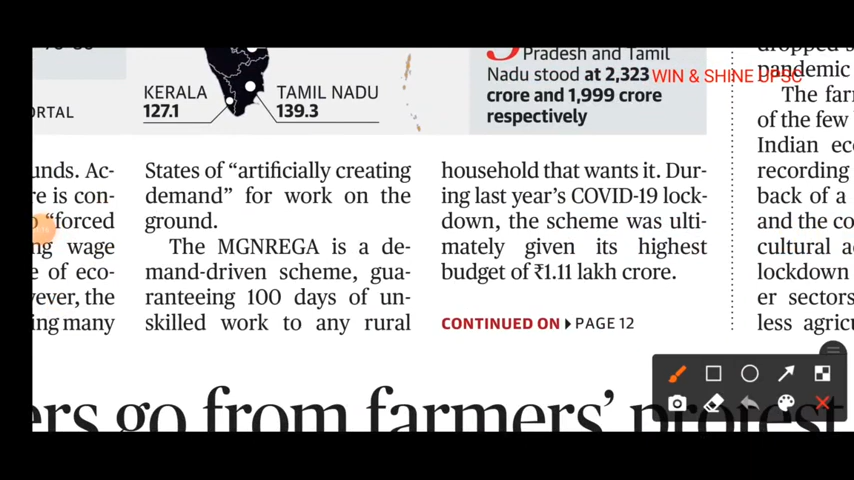 Pradesh and Tamil
Nadu stood at 2,323
crore and 1,999 crore
respectively
WIN & SHINE UPSC
KERALA
127.1
TAMIL NADU
139.3
ORTAL
unds. Ac-
re is con-
"forced
ng wage
e of eco-
vever, the
ing many
States of "artificially creating
demand" for work on the
ground.
The MGNREGA is a de-
mand-driven scheme, gua-
ranteeing 100 days of un-
skilled work to any rural
household that wants it. Dur-
ing last year's COVID-19 lock-
down, the scheme was ulti-
mately given its highest
budget of ₹1.11 lakh crore.
CONTINUED ON PAGE 12
dropped
pandemic
The far
of the few
Indian ec
recording
back of a
and the co
cultural a
lockdown
er sectors
less agricu
ers go from farmers' protest